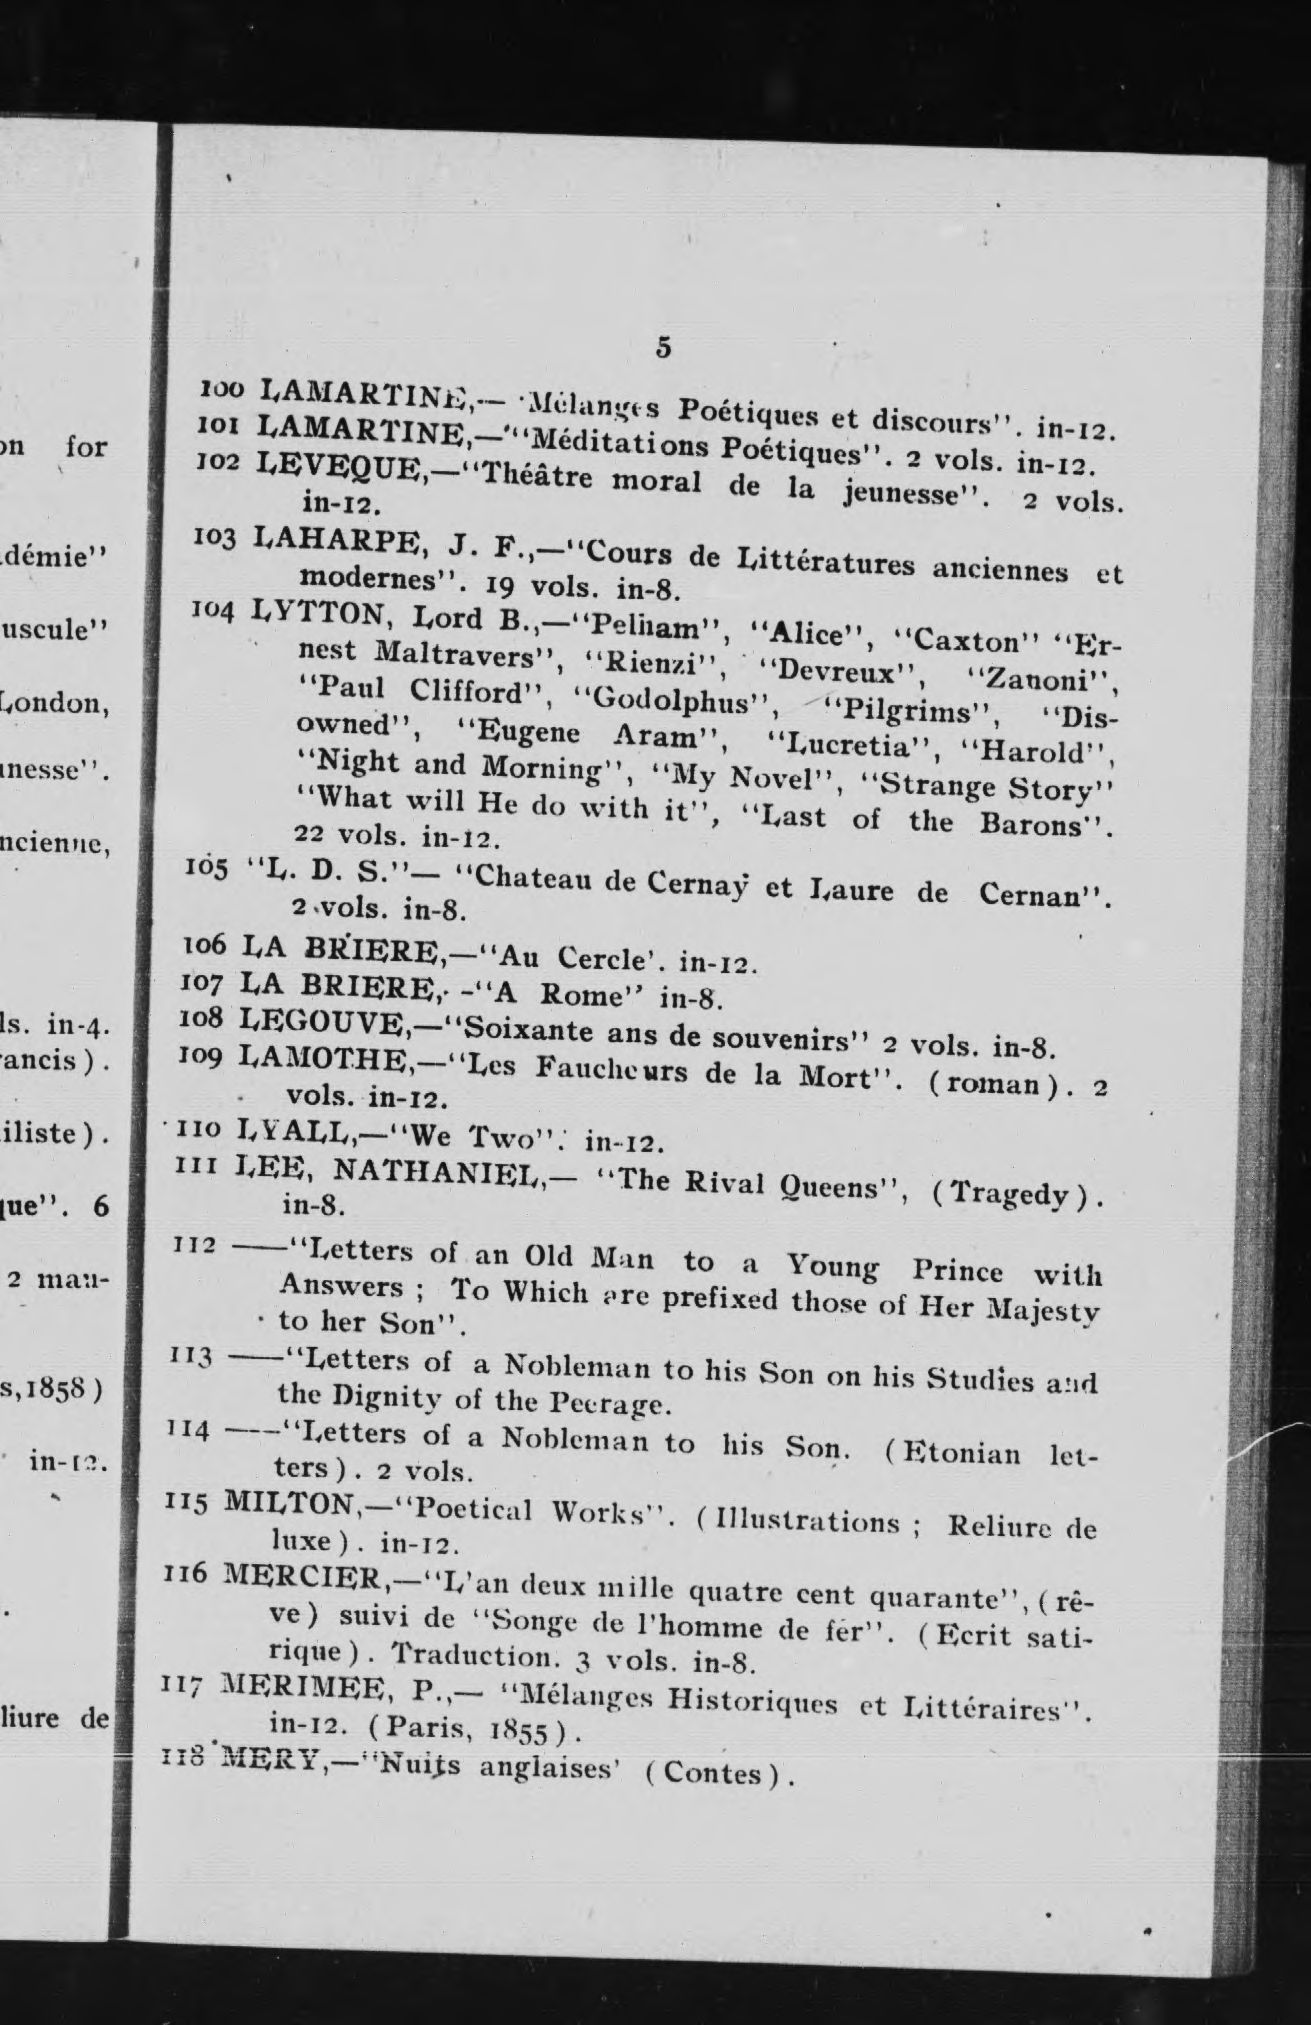 on for
démie''
uscule''
London,
nesse''.
ncienne,
ls. in-4.
ancis).
iliste).
que''. 6
2 man-
s,1858)
in-12.
liure de
5
100 LAMARTINE,— Mélanges Poétiques et discours''. in-12.
101 LAMARTINE,—''Méditations Poétiques''. 2 vols. in-12.
102 LEVEQUE,—''Théâtre moral de la jeunesse''. 2 vols.
in-12.
103 LAHARPE, J. F.,—''Cours de Littératures anciennes et
modernes''. 19 vols. in-8.
104 LYTTON, Lord B.,—''Pelham'', ''Alice'', ''Caxton'' ''Er-
nest Maltravers'', ''Rienzi'', ''Devreux'', ''Zanoni'',
''Paul Clifford'', ''Godolphus'', ''Pilgrims'', ''Dis-
owned'', ''Eugene Aram'', ''Lucretia'', ''Harold'',
''Night and Morning'', ''My Novel'', ''Strange Story''
''What will He do with it'', ''Last of the Barons''.
22 vols. in-12.
105 ''L. D. S.''— ''Chateau de Cernay et Laure de Cernan''.
2 vols. in-8.
106 LA BRIERE,—''Au Cercle'. in-12.
107 LA BRIERE,- -''A Rome'' in-8.
108 LEGOUVE,—''Soixante ans de souvenirs'' 2 vols. in-8.
109 LAMOTHE,—''Les Faucheurs de la Mort''. (roman). 2
vols. in-12.
110 LYALL,—''We Two''. in-12.
111 LEE, NATHANIEL,— ''The Rival Queens'', (Tragedy).
in-8.
112 ——''Letters of an Old Man to a Young Prince with
Answers ; To Which are prefixed those of Her Majesty
to her Son''.
113 ——''Letters of a Nobleman to his Son on his Studies and
the Dignity of the Peerage.
114 ——''Letters of a Nobleman to his Son. (Etonian let-
ters). 2 vols.
115 MILTON,—''Poetical Works''. (Illustrations ; Reliure de
luxe). in-12.
116 MERCIER,—''L'an deux mille quatre cent quarante'', (rê-
ve) suivi de ''Songe de l'homme de fer''. (Ecrit sati-
rique). Traduction. 3 vols. in-8.
117 MERIMEE, P.,— ''Mélanges Historiques et Littéraires''.
in-12. (Paris, 1855).
118 MERY,—''Nuits anglaises' (Contes).